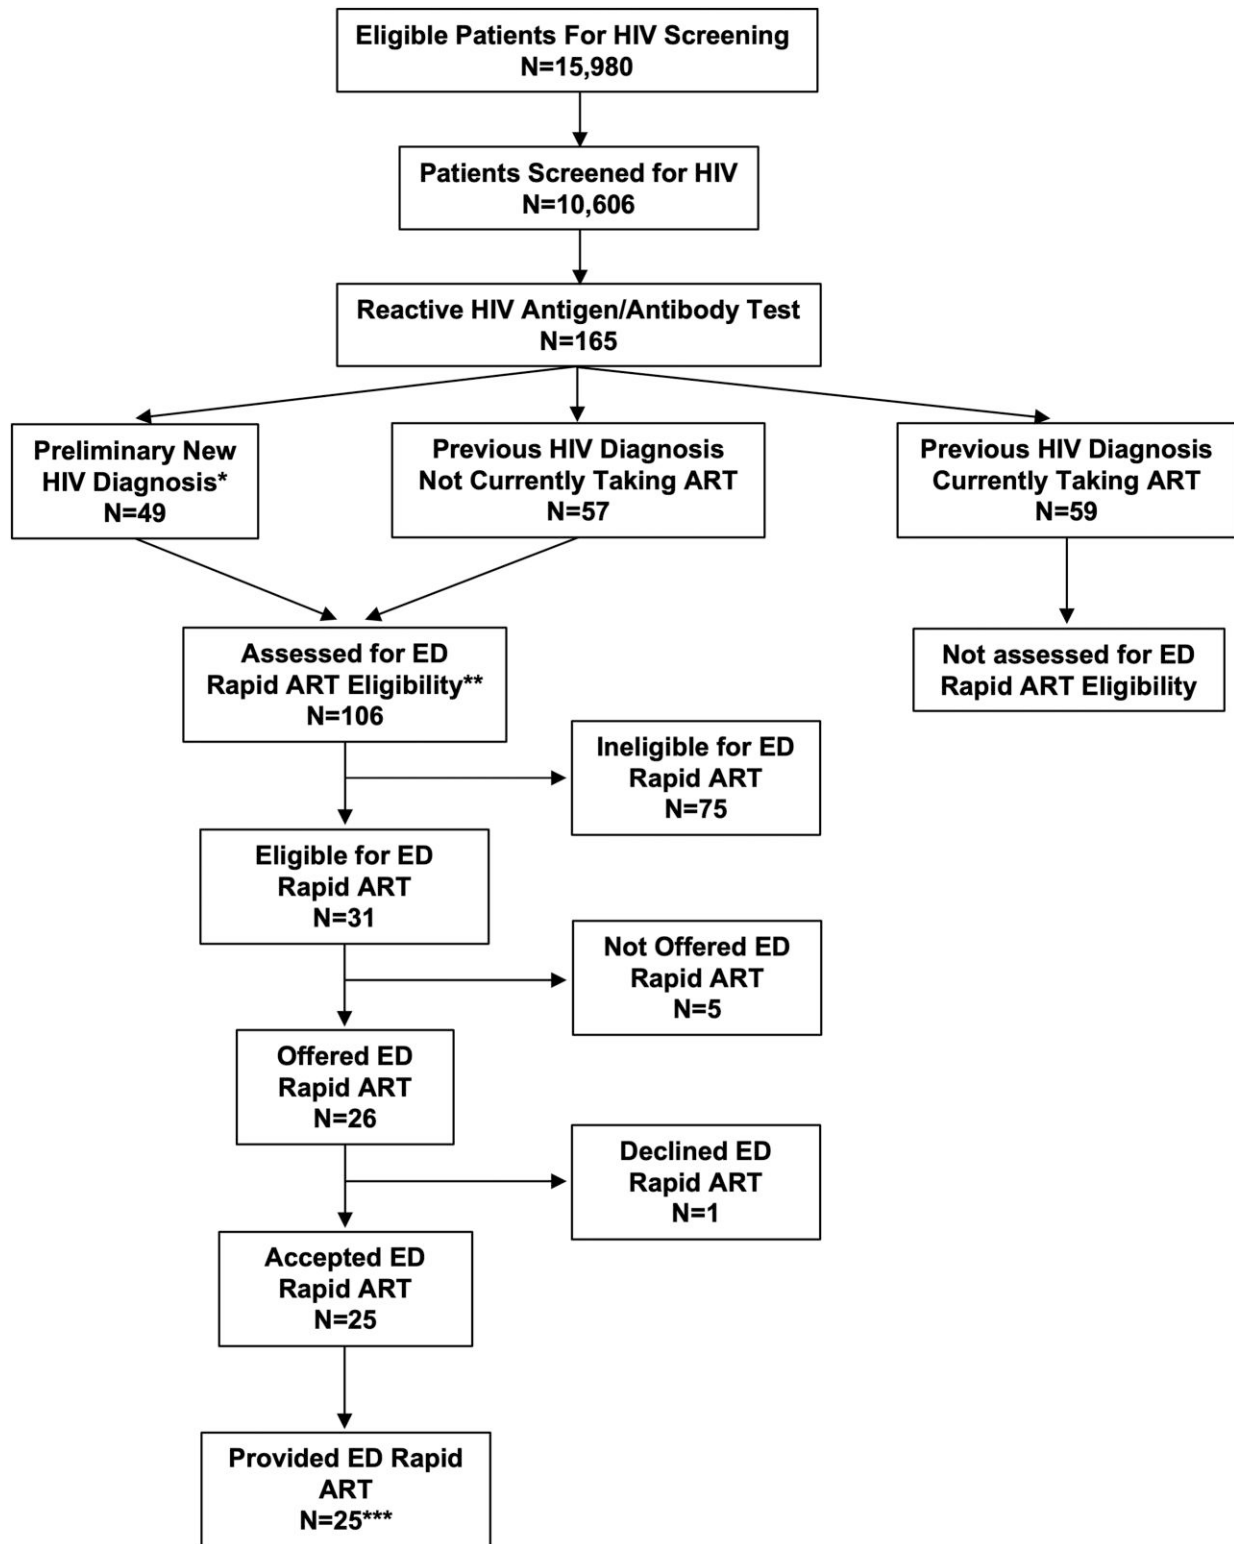 Eligible Patients For HIV Screening
N=15,980
Patients Screened for HIV
N=10,606
Reactive HIV Antigen/Antibody Test
N=165
Preliminary New
HIV Diagnosis*
N=49
Previous HIV Diagnosis
Not Currently Taking ART
N=57
Previous HIV Diagnosis
Currently Taking ART
N=59
Assessed for ED
Rapid ART Eligibility**
N=106
Not assessed for ED
Rapid ART Eligibility
Ineligible for ED
Rapid ART
N=75
Eligible for ED
Rapid ART
N=31
Not Offered ED
Rapid ART
N=5
Offered ED
Rapid ART
N=26
Declined ED
Rapid ART
N=1
Accepted ED
Rapid ART
N=25
Provided ED Rapid
ART
N=25***